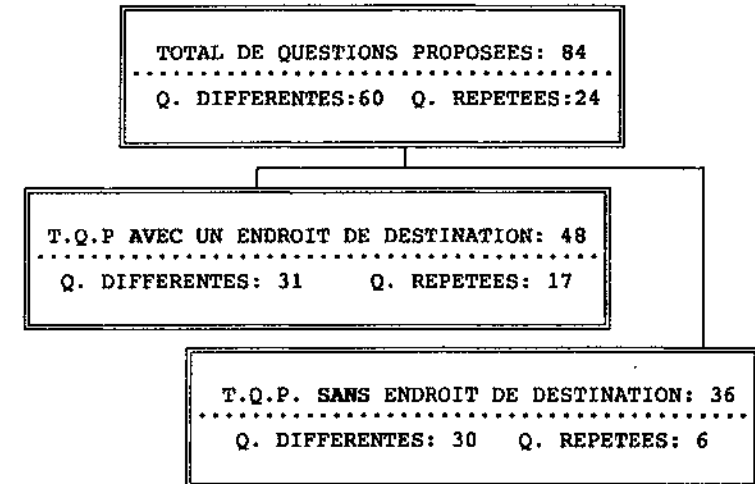 TOTAL DE QUESTIONS PROPOSEES: 84
Q. DIFFERENTES:60 Q. REPETEES:24
T.Q.P AVEC UN ENDROIT DE DESTINATION: 48
Q. DIFFERENTES: 31 Q. REPETEES: 17
T.Q.P. SANS ENDROIT DE DESTINATION: 36
Q. DIFFERENTES: 30 Q. REPETEES: 6